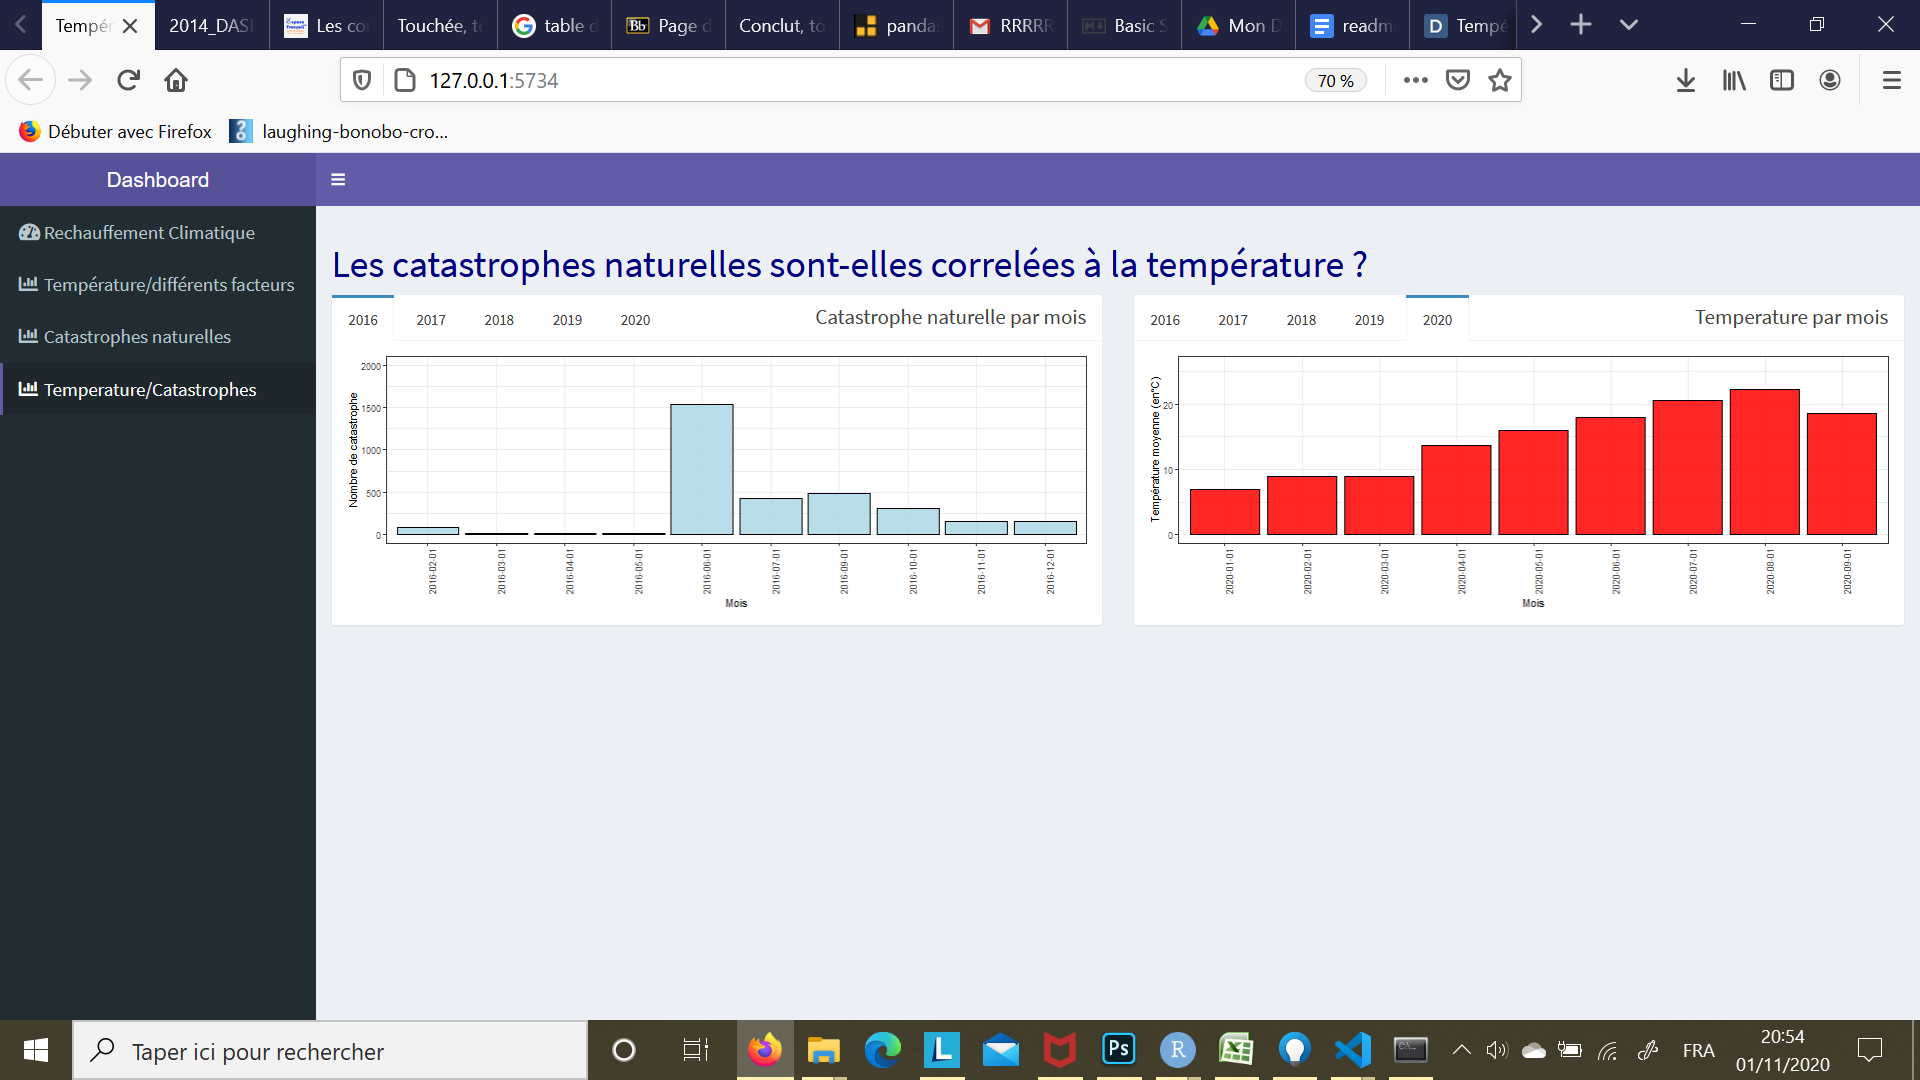 Tempér
2014_DAS
Les co
Touchée, t
table d
Bb
Page d
Conclut, to
panda
RRRRR
Basic S
Mon D
readm
D
Tempé
127.0.0.1:5734
70 %
Débuter avec Firefox
laughing-bonobo-cro...
Dashboard
Rechauffement Climatique
Température/différents facteurs
Catastrophes naturelles
Temperature/Catastrophes
Les catastrophes naturelles sont-elles correlées à la température ?
2016 2017 2018 2019 2020
Catastrophe naturelle par mois
Nombre de catastrophe
2000
1500
1000
500
0
2016-02-01
2016-03-01
2016-04-01
2016-05-01
2016-06-01
2016-07-01
2016-09-01
2016-10-01
2016-11-01
2016-12-01
Mois
2016 2017 2018 2019 2020
Temperature par mois
Température moyenne (en°C)
20
10
0
2020-01-01
2020-02-01
2020-03-01
2020-04-01
2020-05-01
2020-06-01
2020-07-01
2020-08-01
2020-09-01
Mois
Taper ici pour rechercher
L
Ps
R
FRA
20:54
01/11/2020